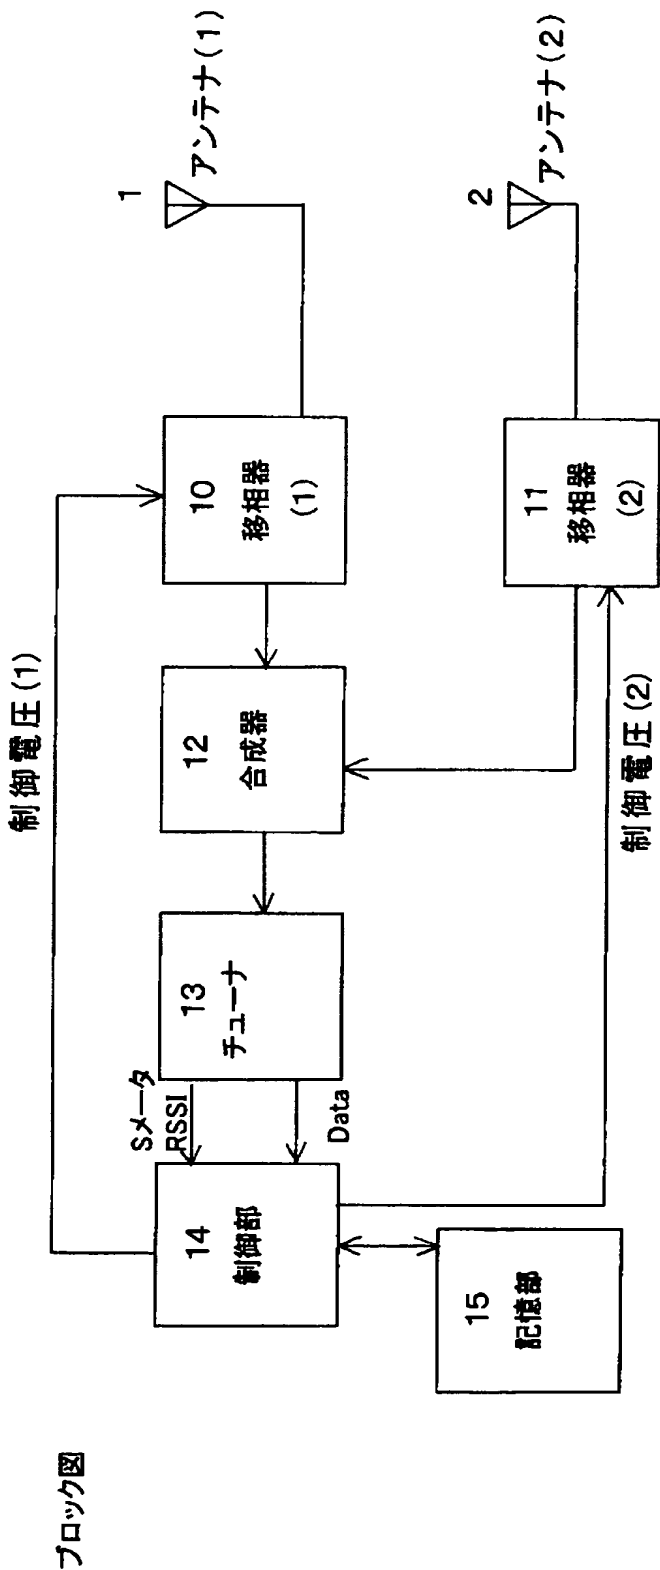 ブロック図
制御電圧(1)
1
アンテナ(1)
14
制御部
Sメータ
RSSI
Data
13
チューナ
12
合成器
10
移相器
(1)
15
記憶部
制御電圧(2)
11
移相器
(2)
2
アンテナ(2)